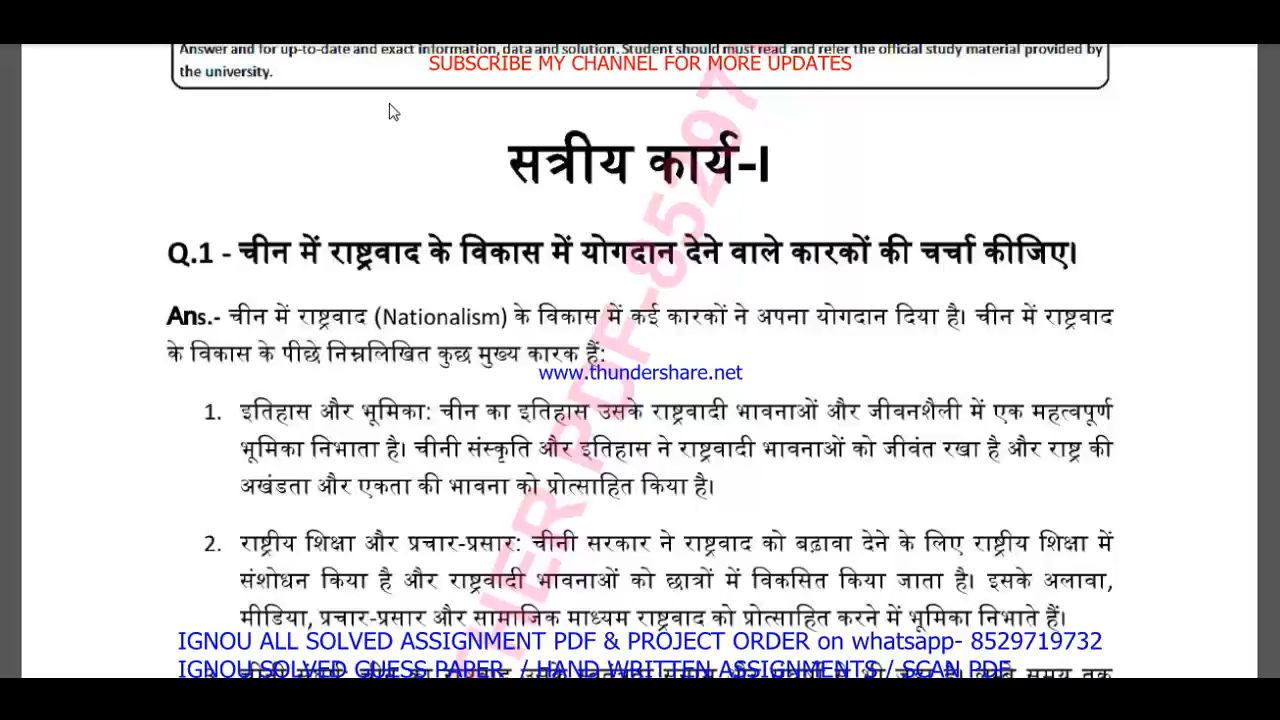 Answer and for up-to-date and exact information, data and solution. Student should must read and refer the official study material provided by
SUBSCRIBE MY CHANNEL FOR MORE UPDATES
the university.
सत्रीय कार्य-I
Q.1 - चीन में राष्ट्रवाद के विकास में योगदान देने वाले कारकों की चर्चा कीजिए।
Ans.- चीन में राष्ट्रवाद (Nationalism) के विकास में कई कारकों ने अपना योगदान दिया है। चीन में राष्ट्रवाद
के विकास के पीछे निम्नलिखित कुछ मुख्य कारक हैं:
www.thundershare.net
1. इतिहास और भूमिका: चीन का इतिहास उसके राष्ट्रवादी भावनाओं और जीवनशैली में एक महत्वपूर्ण
भूमिका निभाता है। चीनी संस्कृति और इतिहास ने राष्ट्रवादी भावनाओं को जीवंत रखा है और राष्ट्र की
अखंडता और एकता की भावना को प्रोत्साहित किया है।
2. राष्ट्रीय शिक्षा और प्रचार-प्रसार: चीनी सरकार ने राष्ट्रवाद को बढ़ावा देने के लिए राष्ट्रीय शिक्षा में
संशोधन किया है और राष्ट्रवादी भावनाओं को छात्रों में विकसित किया जाता है। इसके अलावा,
मीडिया, प्रचार-प्रसार और सामाजिक माध्यम राष्ट्रवाद को प्रोत्साहित करने में भूमिका निभाते हैं।
IGNOU ALL SOLVED ASSIGNMENT PDF & PROJECT ORDER on whatsapp- 8529719732
IGNOU SOLVED GUESS PAPER / HAND WRITTEN ASSIGNMENTS / SCAN PDF
HER PDF-85297